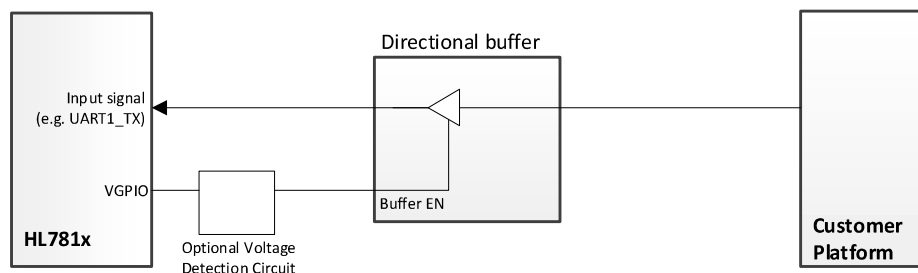 Directional buffer
Input signal
(e.g. UART1_TX)
VGPIO
Buffer EN
HL781x
Optional Voltage
Detection Circuit
Customer
Platform